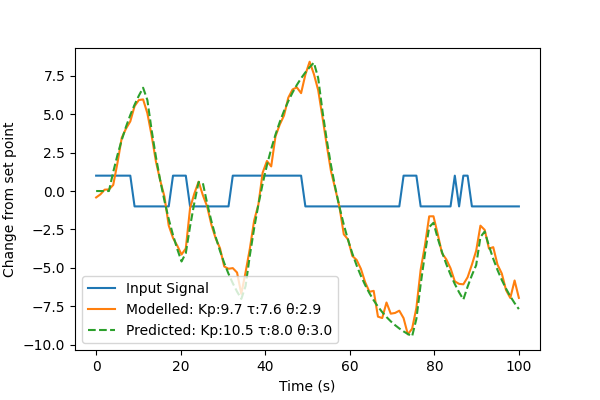 Change from set point
7.5
5.0
2.5
0.0
−2.5
−5.0
−7.5
−10.0
Input Signal
Modelled: Kp:9.7 τ:7.6 θ:2.9
Predicted: Kp:10.5 τ:8.0 θ:3.0
0 20 40 60 80 100
Time (s)